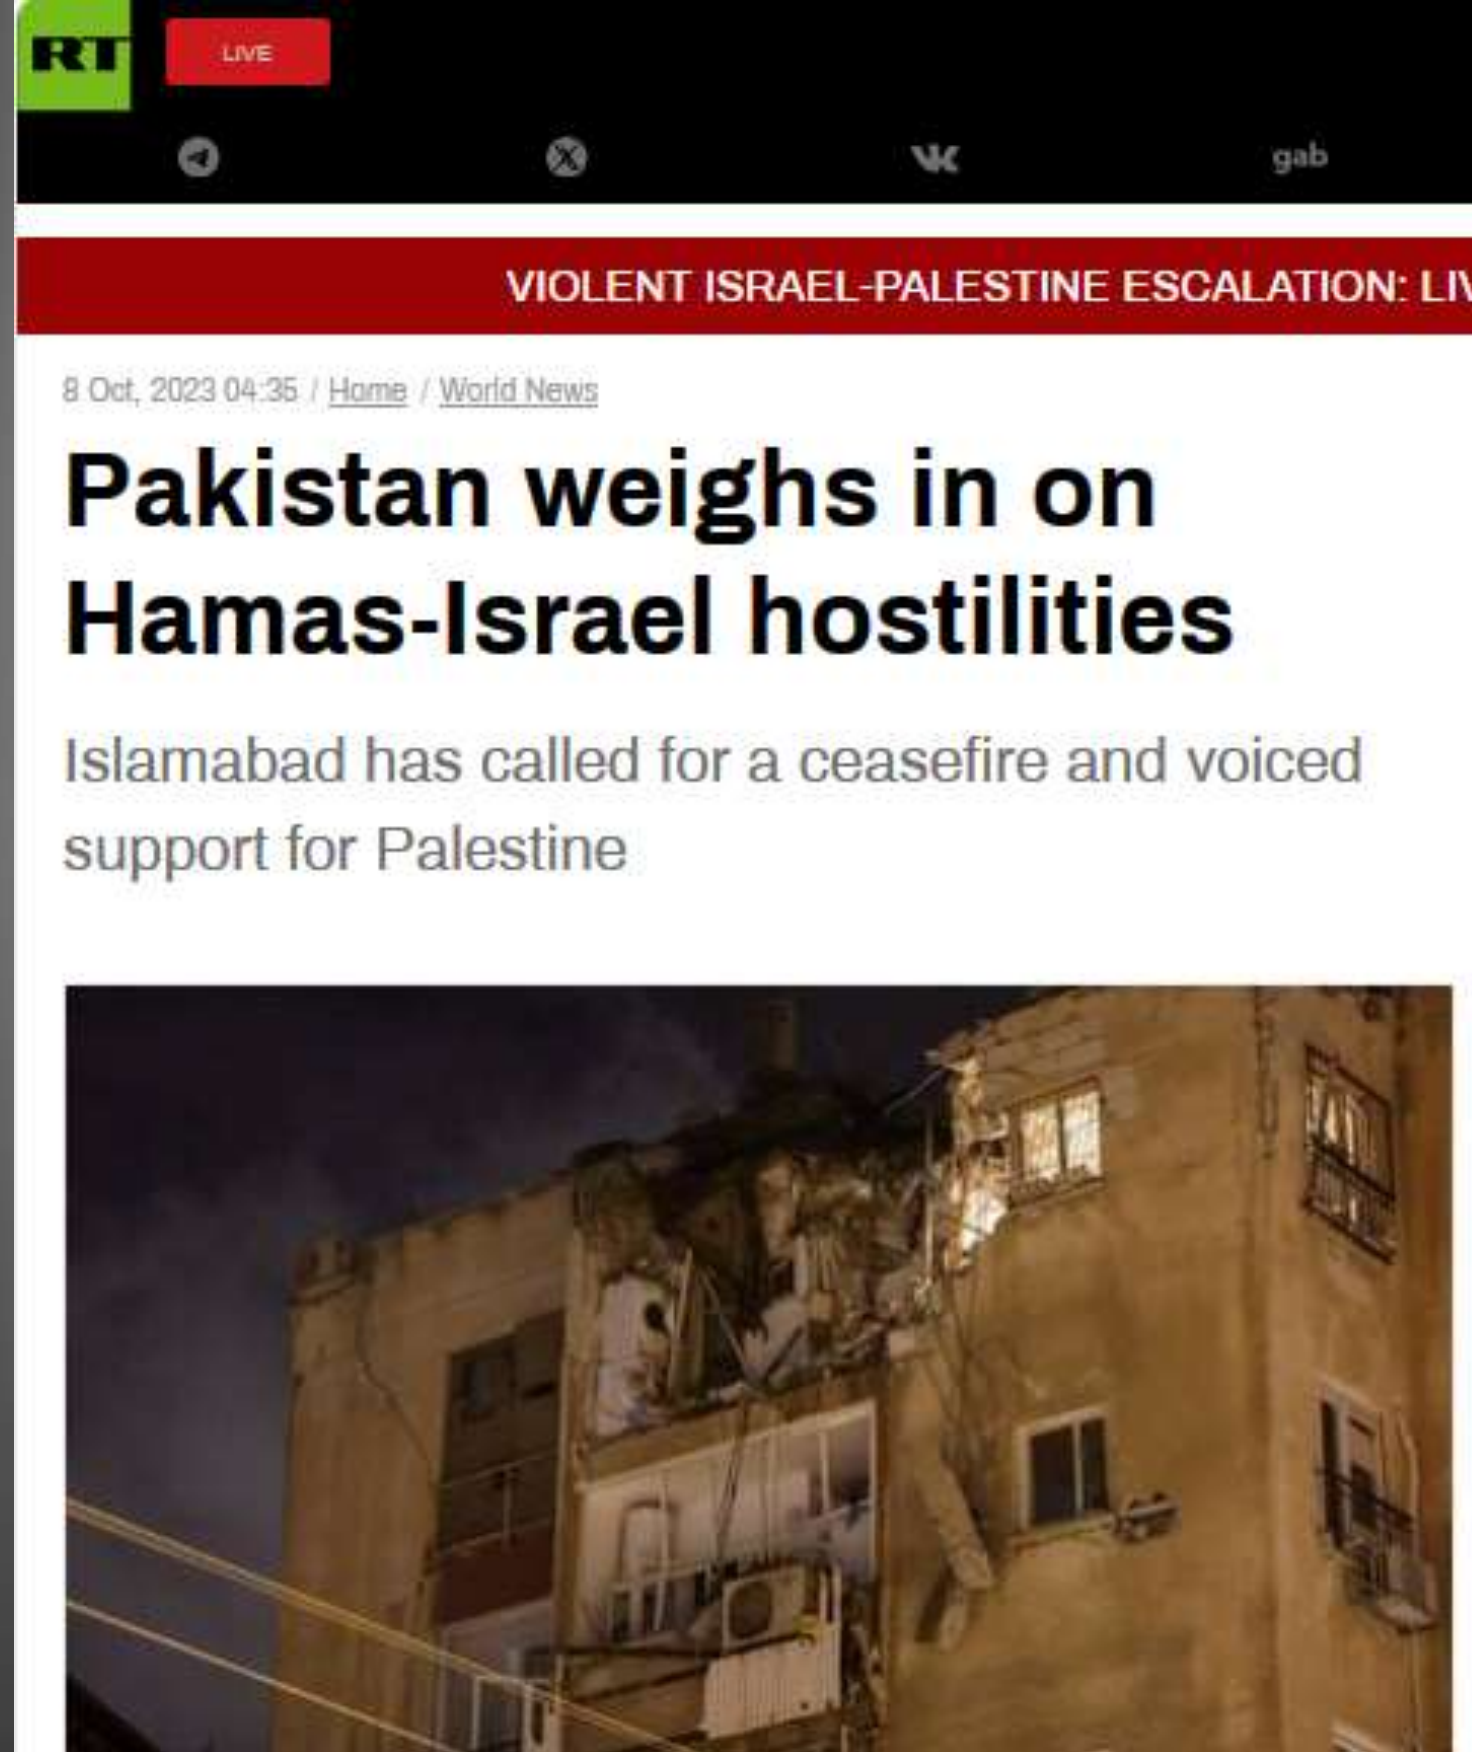 RT
LIVE
gab
VIOLENT ISRAEL-PALESTINE ESCALATION: LIV
8 Oct, 2023 04:35 / Home / World News
Pakistan weighs in on
Hamas-Israel hostilities
Islamabad has called for a ceasefire and voiced
support for Palestine